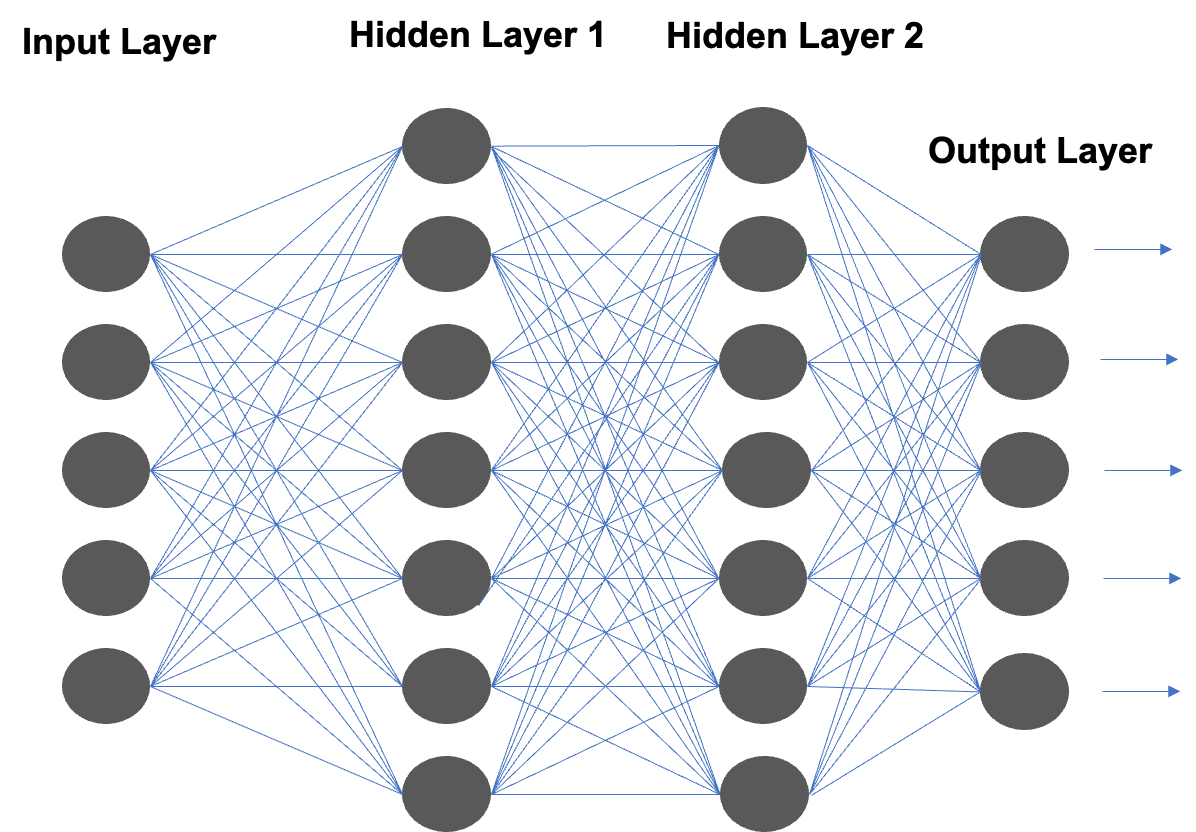 Input Layer
Hidden Layer 1
Hidden Layer 2
Output Layer